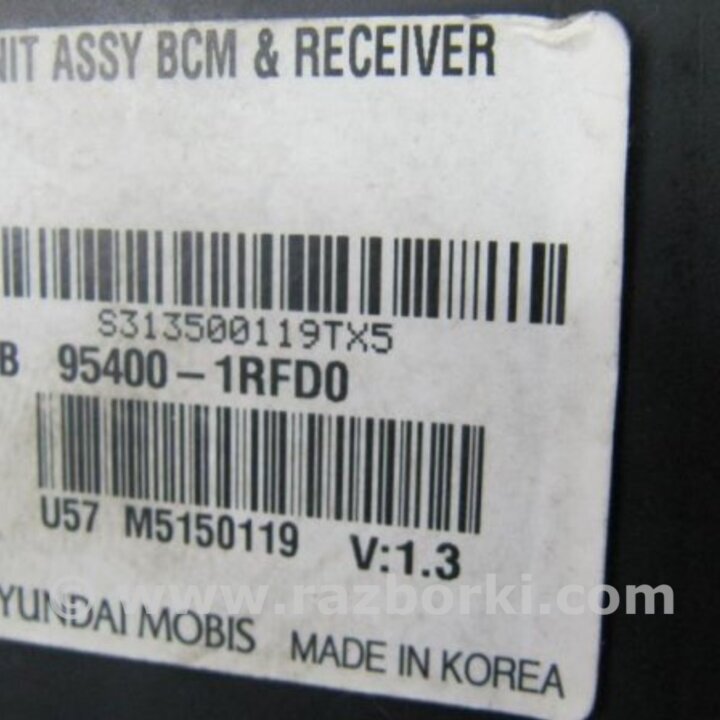 NIT ASSY BCM & RECEIVER
S313500119TX5
B 95400-1RFD0
U57 M5150119 V:1.3
© www.razborki.com
YUNDAI MOBIS MADE IN KOREA